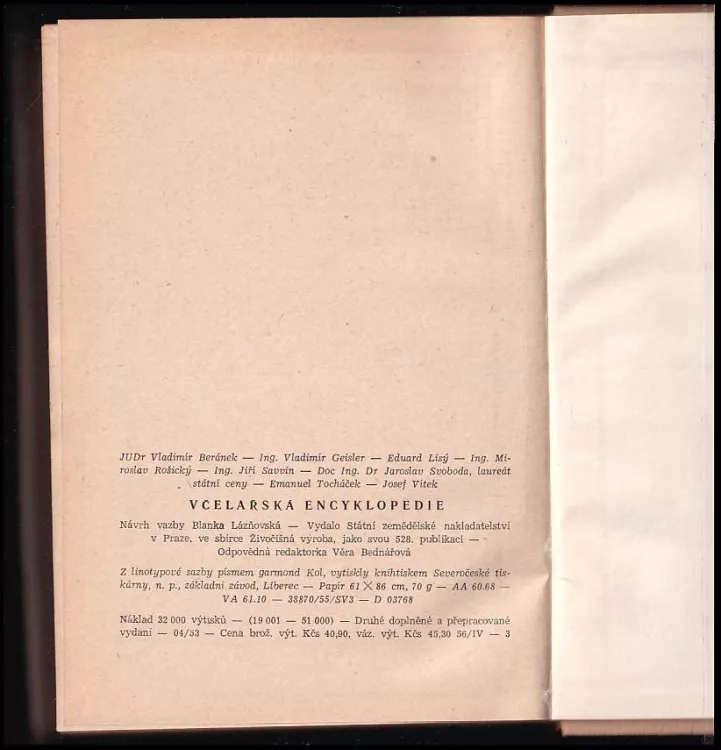 JUDr Vladimír Beránek — Ing. Vladimír Geisler — Eduard Lisý — Ing. Mi-
roslav Rošický — Ing. Jiří Savvin — Doc Ing. Dr Jaroslav Svoboda, laureát
státní ceny — Emanuel Tocháček — Josef Vítek
VČELAŘSKÁ ENCYKLOPEDIE
Návrh vazby Blanka Lázňovská — Vydalo Státní zemědělské nakladatelství
v Praze, ve sbírce Živočišná výroba, jako svou 528. publikaci —
Odpovědná redaktorka Věra Bednářová
Z linotypové sazby písmem garmond Kol, vytiskly knihtiskem Severočeské tis-
kárny, n. p., základní závod, Liberec — Papír 61 X 86 cm, 70 g — AA 60.68 —
VA 61.10 — 38870/55/SV3 — D 03768
Náklad 32 000 výtisků — (19 001 — 51 000) — Druhé doplněné a přepracované
vydání — 04/53 — Cena brož. výt. Kčs 40,90, váz. výt. Kčs 45,30 56/IV — 3